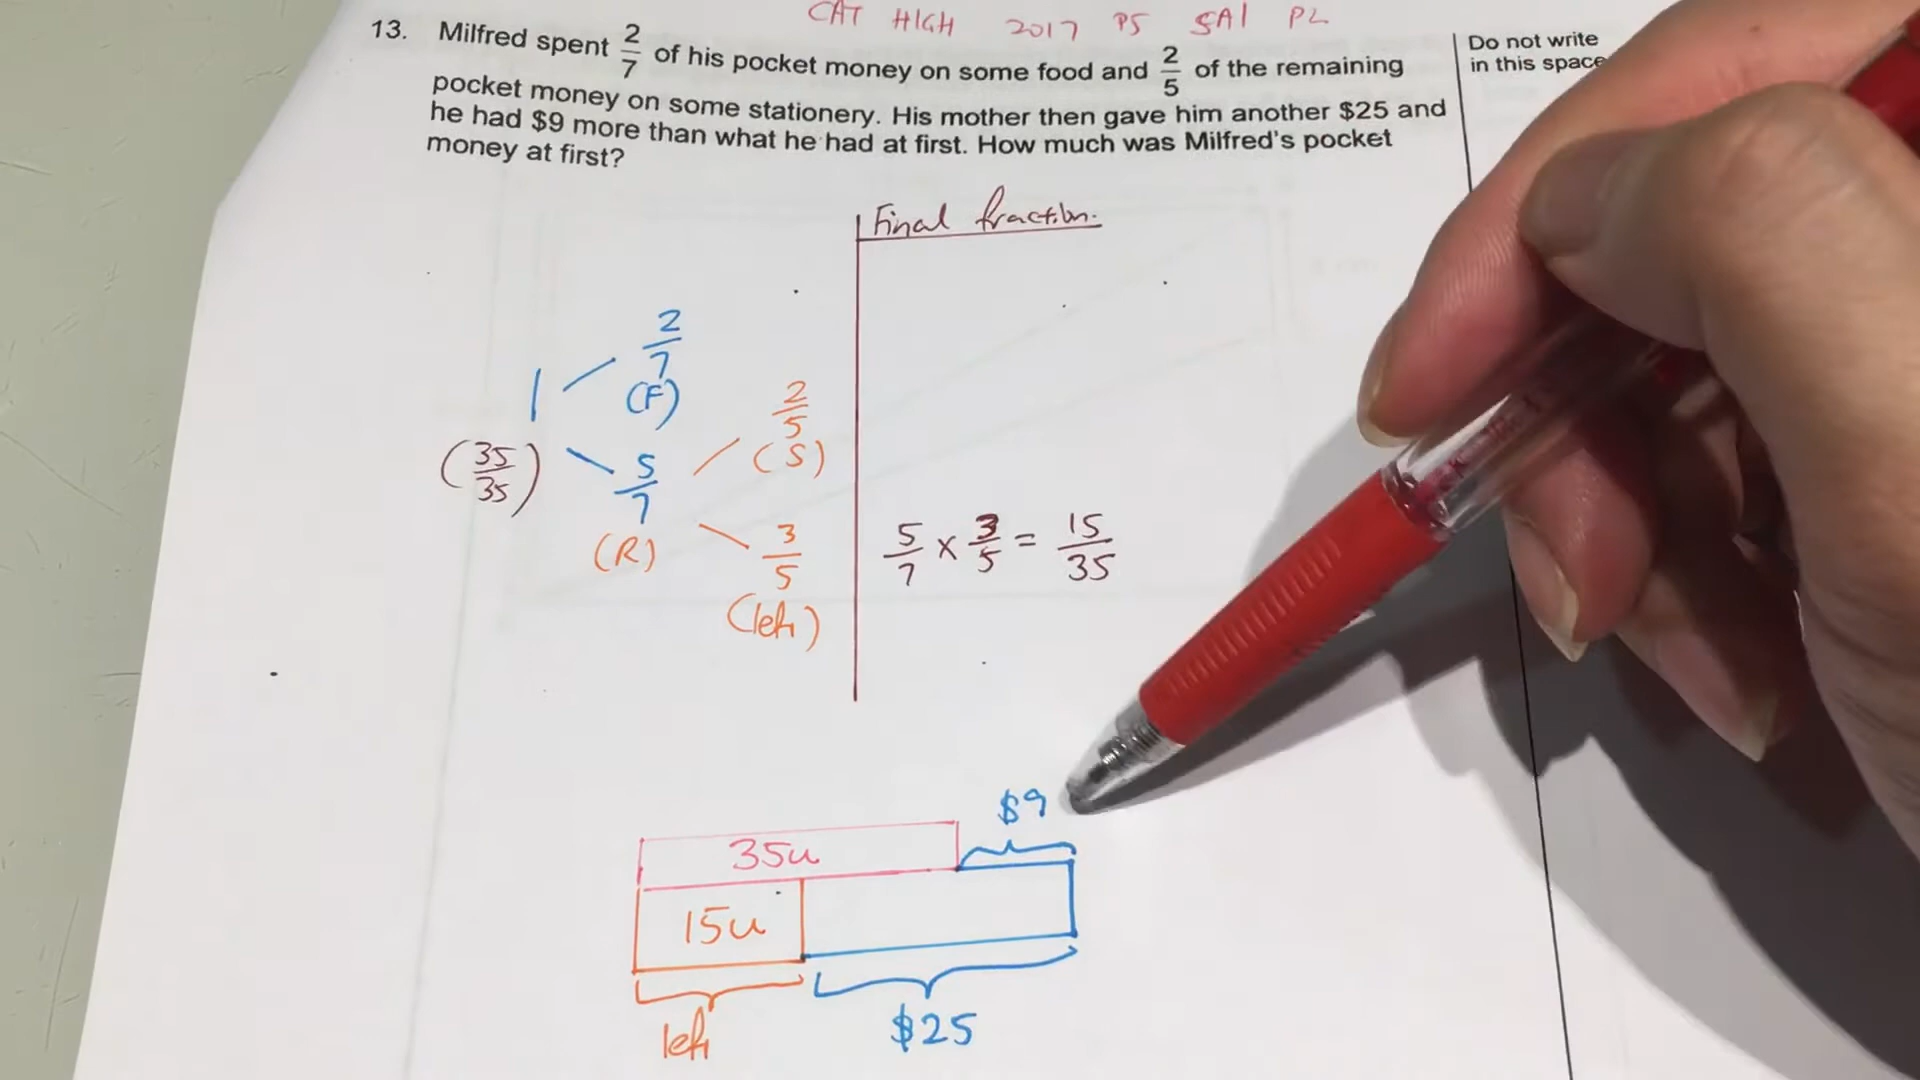 CAT HIGH 2017 P5 SA1 P2
13. Milfred spent 2/7 of his pocket money on some food and 2/5 of the remaining
pocket money on some stationery. His mother then gave him another $25 and
he had $9 more than what he had at first. How much was Milfred's pocket
money at first?
Do not write
in this space
Final fraction.
1
2/7
(F)
(35/35)
5/7
(R)
2/5
(S)
3/5
(left)
5/7 x 3/5 = 15/35
$9
35u
15u
left
$25